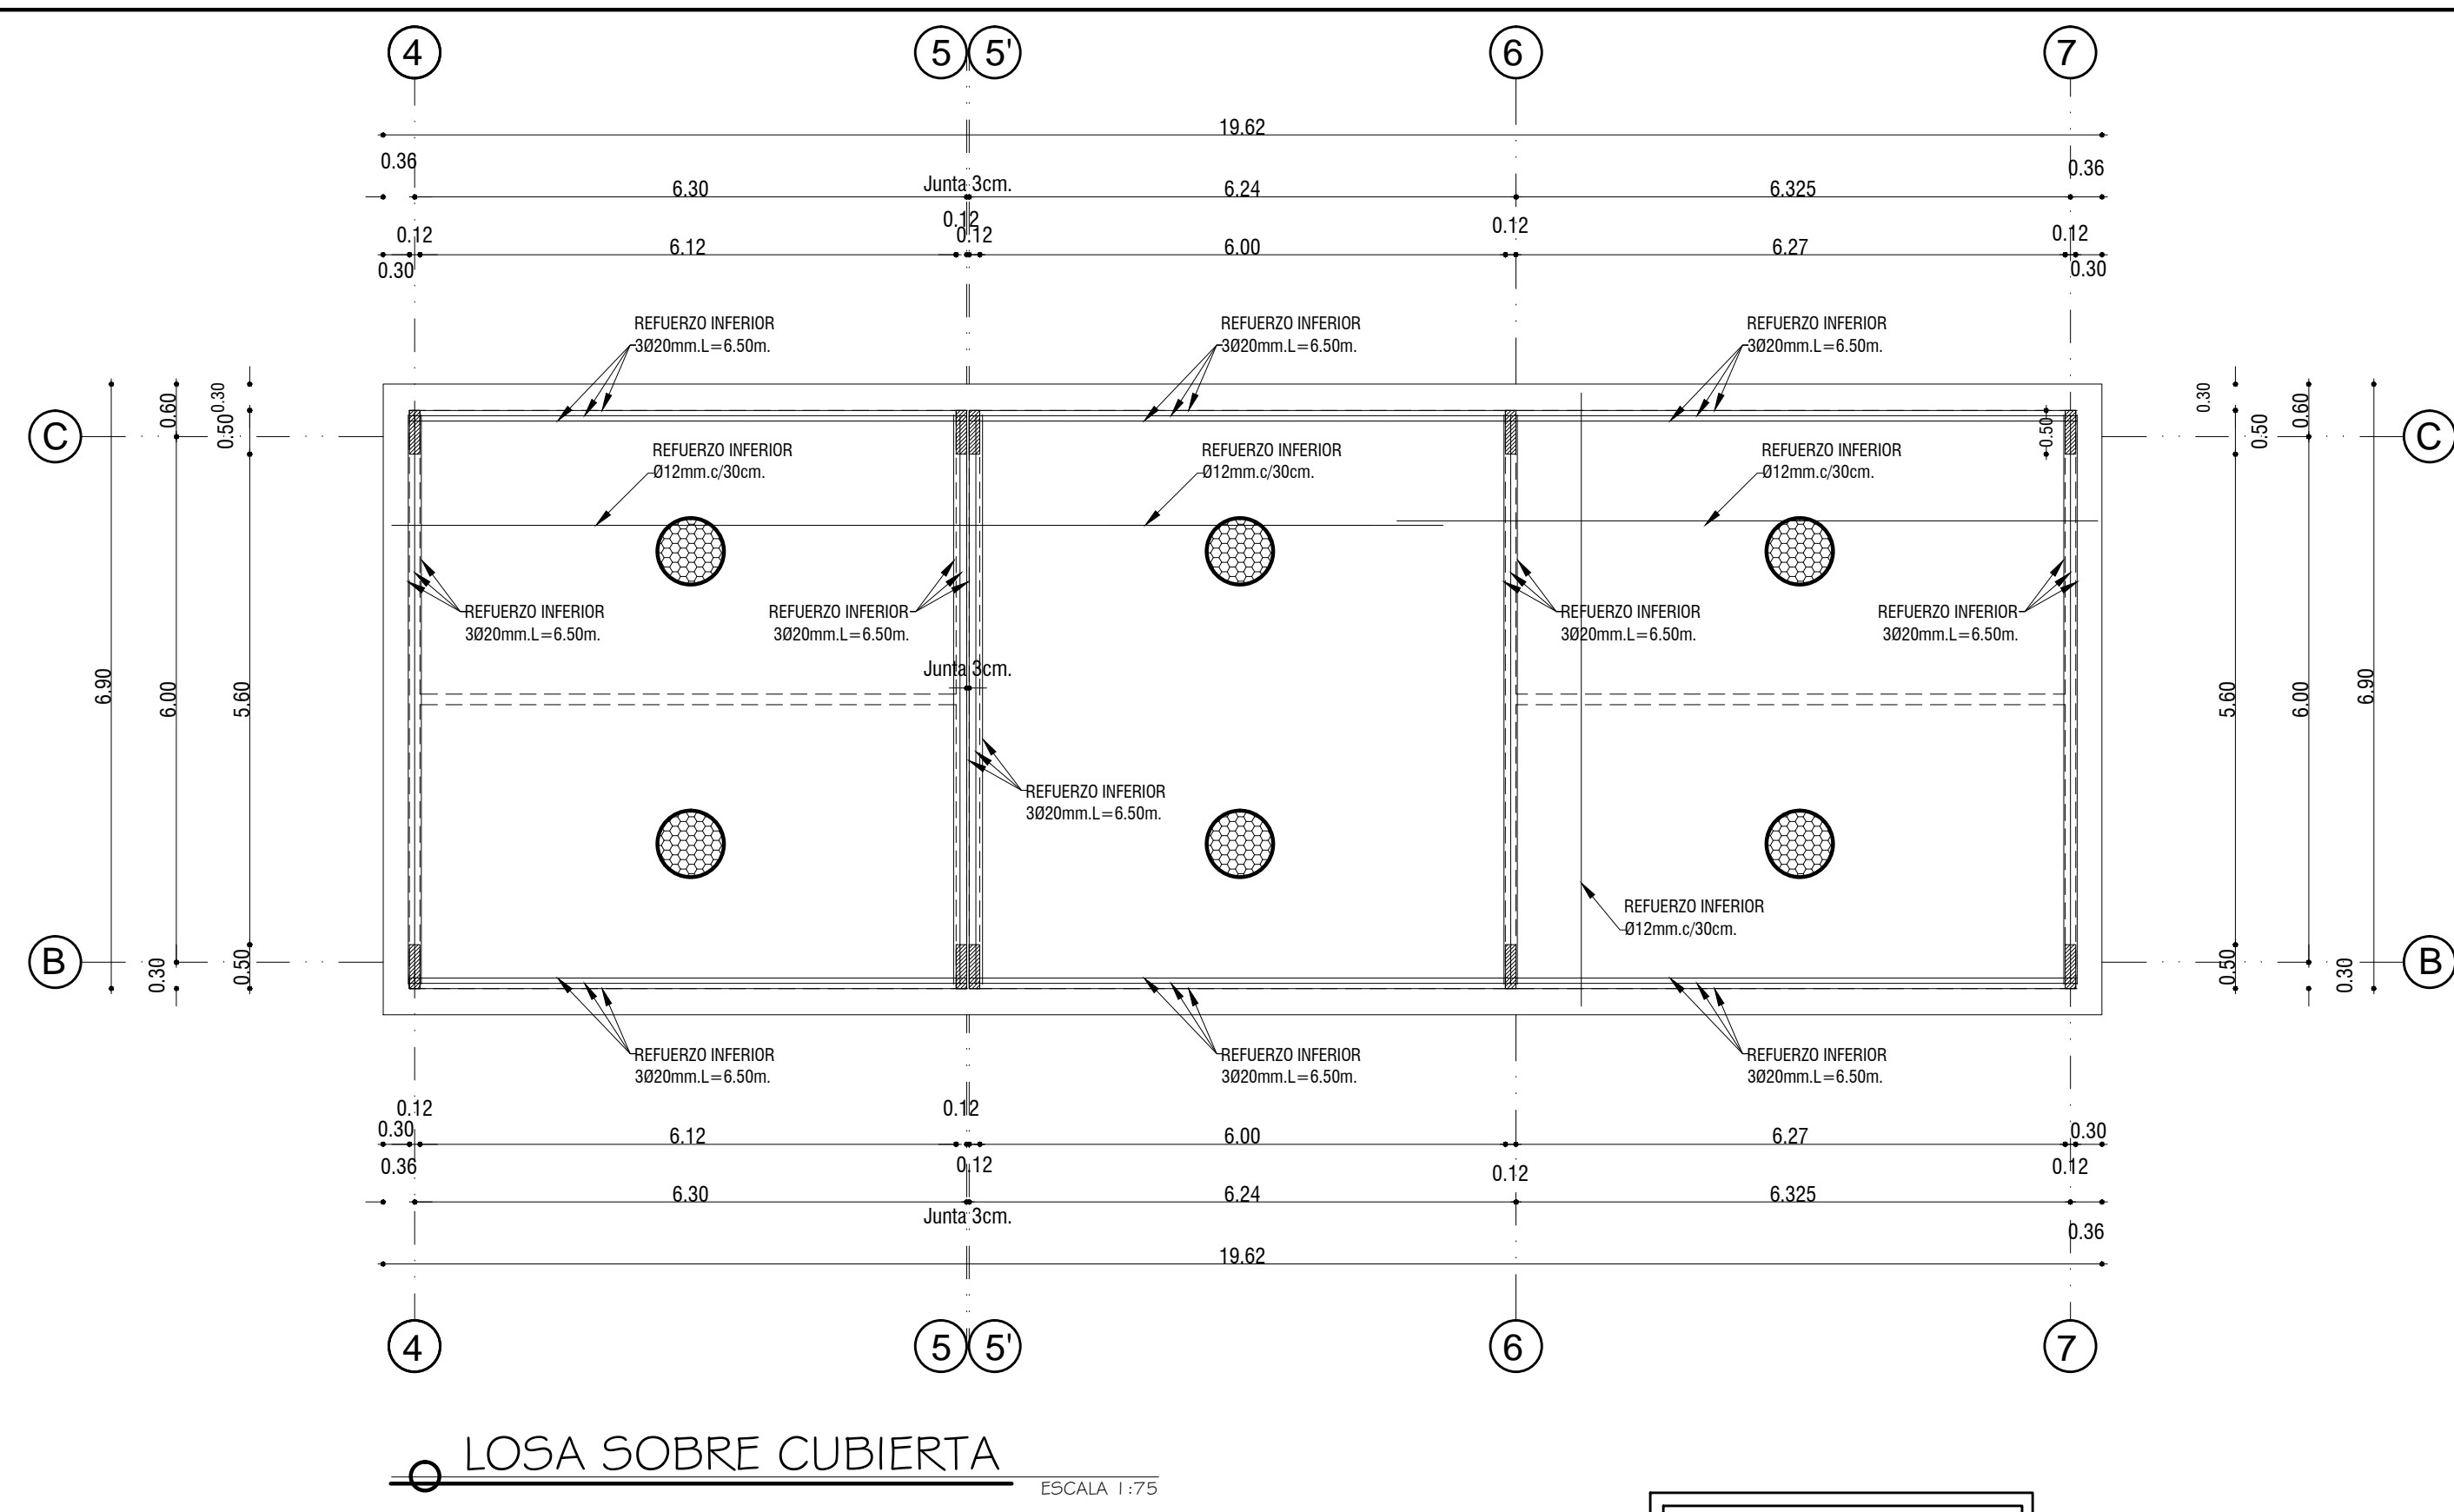 4 5 5' 6 7
19.62
0.36 0.36
6.30 Junta 3cm. 6.24 6.325
0.12 0.12 0.12 0.12 0.12
6.12 6.00 6.27
0.30 0.30
REFUERZO INFERIOR REFUERZO INFERIOR REFUERZO INFERIOR
3Ø20mm.L=6.50m. 3Ø20mm.L=6.50m. 3Ø20mm.L=6.50m.
0.60 0.30 0.30 0.60
C 0.50 0.50 0.50 C
REFUERZO INFERIOR REFUERZO INFERIOR REFUERZO INFERIOR
Ø12mm.c/30cm. Ø12mm.c/30cm. Ø12mm.c/30cm.
REFUERZO INFERIOR REFUERZO INFERIOR REFUERZO INFERIOR REFUERZO INFERIOR
3Ø20mm.L=6.50m. 3Ø20mm.L=6.50m. 3Ø20mm.L=6.50m. 3Ø20mm.L=6.50m.
Junta 3cm.
6.90 6.00 5.60 5.60 6.00 6.90
REFUERZO INFERIOR
3Ø20mm.L=6.50m.
REFUERZO INFERIOR
Ø12mm.c/30cm.
B 0.30 0.50 0.50 0.30 B
REFUERZO INFERIOR REFUERZO INFERIOR REFUERZO INFERIOR
3Ø20mm.L=6.50m. 3Ø20mm.L=6.50m. 3Ø20mm.L=6.50m.
0.12 0.12
0.30 6.12 6.00 6.27 0.30
0.36 0.12 0.12 0.12
6.30 6.24 6.325
Junta 3cm. 0.36
19.62
4 5 5' 6 7
LOSA SOBRE CUBIERTA
ESCALA 1:75